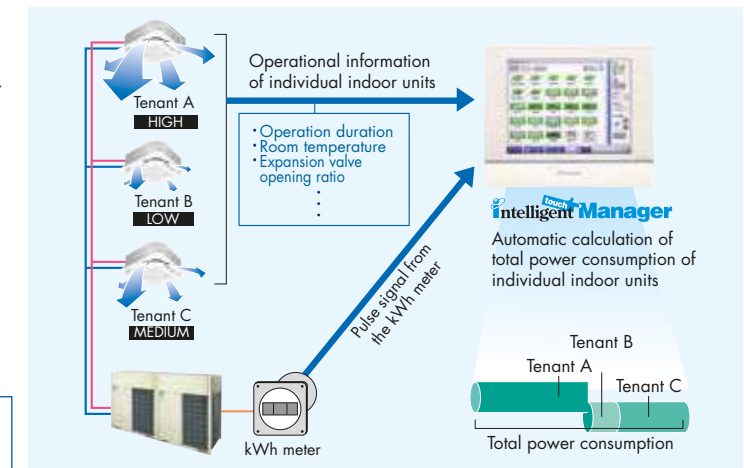 Operational information
of individual indoor units
Tenant A
HIGH
・Operation duration
・Room temperature
・Expansion valve
opening ratio
Tenant B
LOW
Tenant C
MEDIUM
Pulse signal from
the kWh meter
kWh meter
intelligent touch Manager
Automatic calculation of
total power consumption of
individual indoor units
Tenant B
Tenant A
Tenant C
Total power consumption